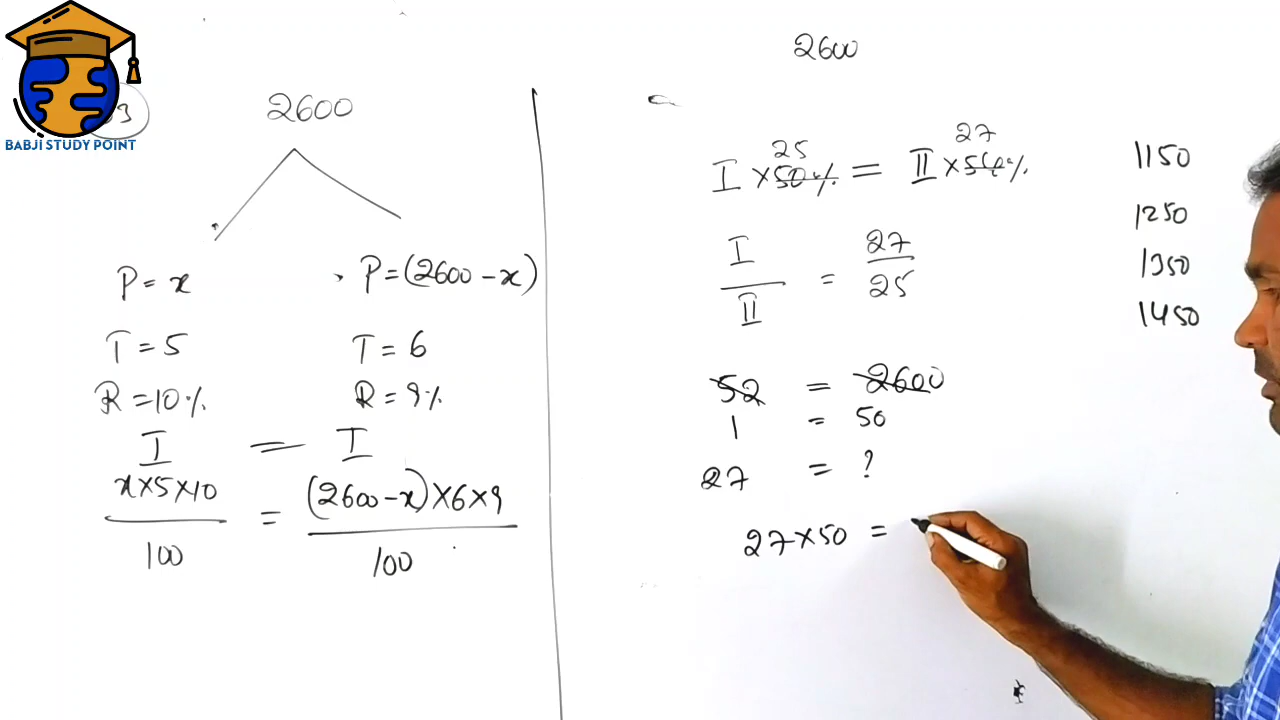 BABJI STUDY POINT
3
2600
P = x
P = (2600 - x)
T = 5
T = 6
R = 10%
R = 9%
I = I
x×5×10 / 100 = (2600 - x)×6×9 / 100
2600
25 27
I × 50% = II × 54%
I / II = 27 / 25
52 = 2600
1 = 50
27 = ?
27×50 =
1150
1250
1350
1450